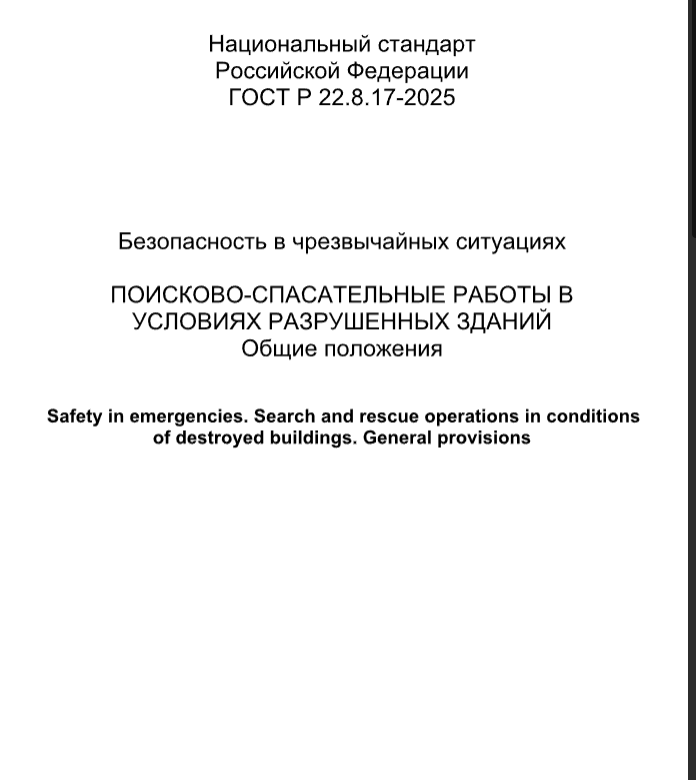 Национальный стандарт
Российской Федерации
ГОСТ Р 22.8.17-2025
Безопасность в чрезвычайных ситуациях
ПОИСКОВО-СПАСАТЕЛЬНЫЕ РАБОТЫ В
УСЛОВИЯХ РАЗРУШЕННЫХ ЗДАНИЙ
Общие положения
Safety in emergencies. Search and rescue operations in conditions
of destroyed buildings. General provisions